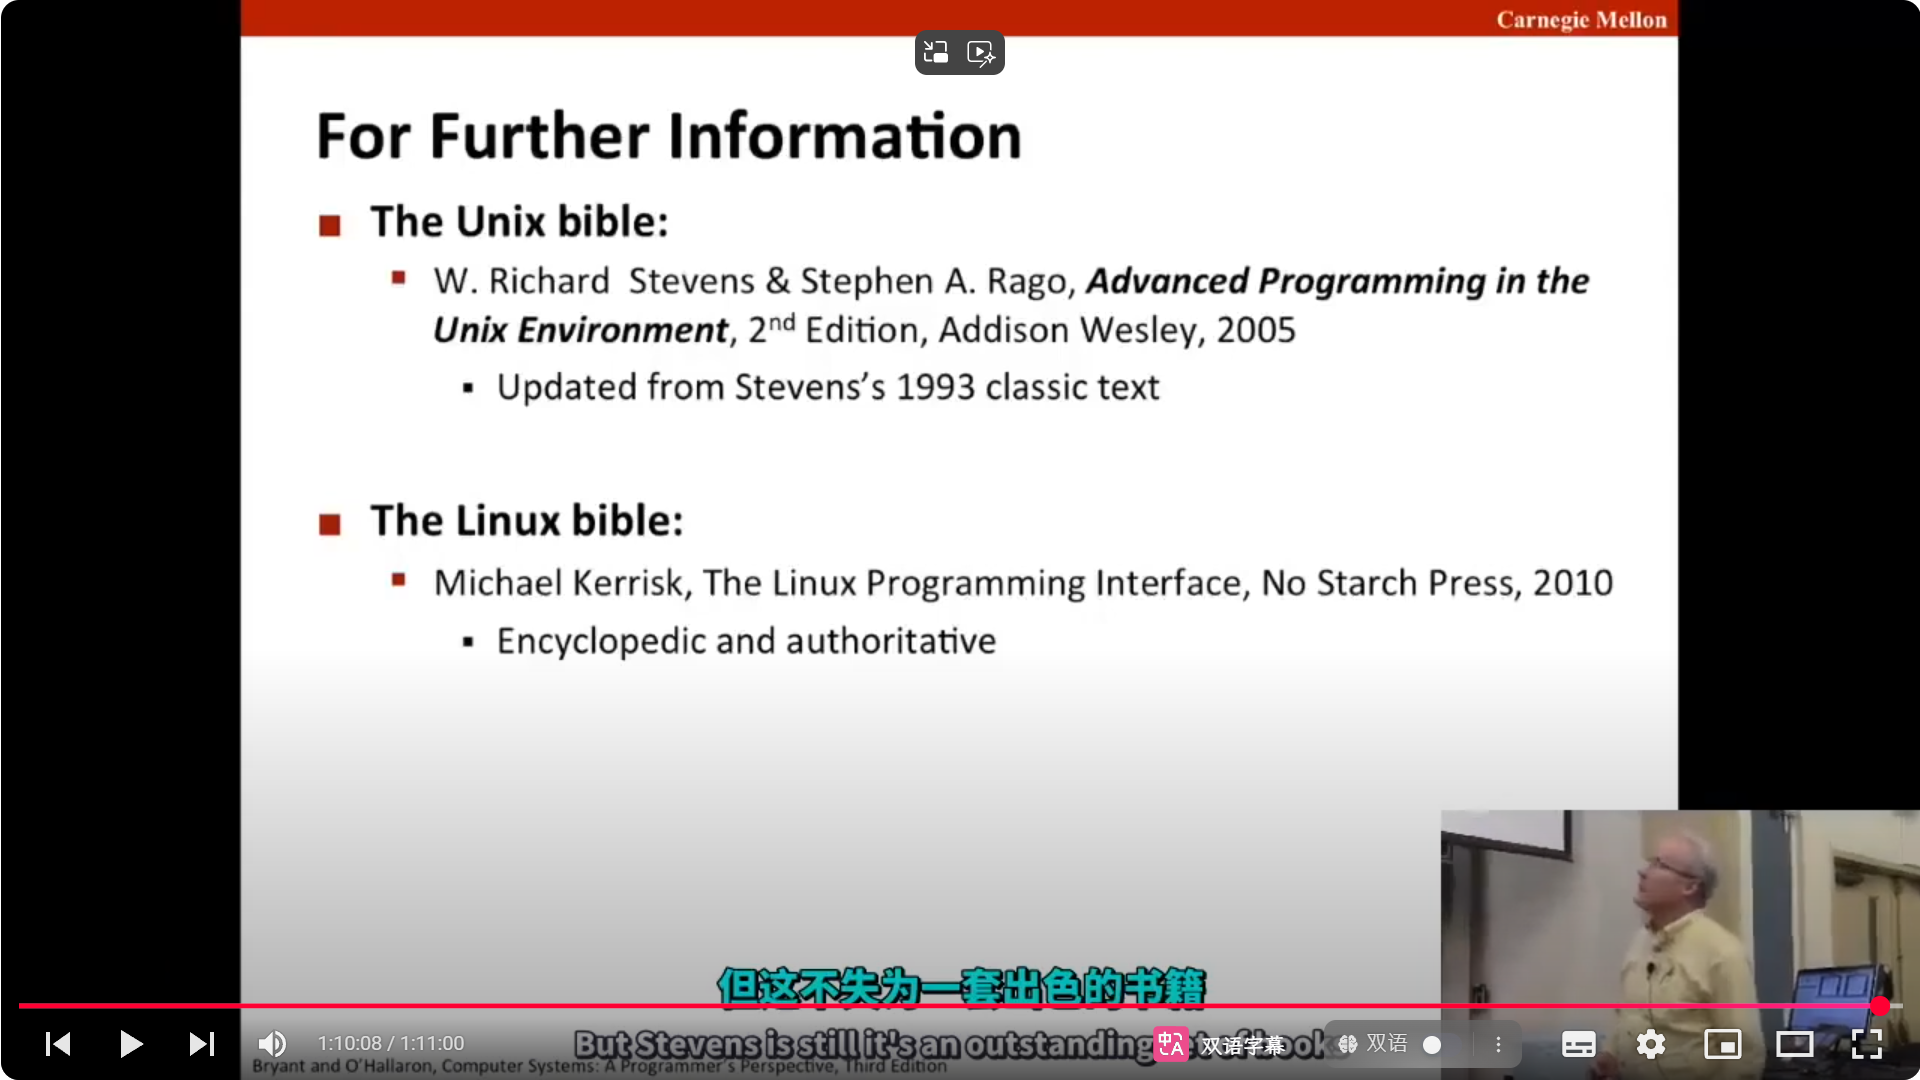 Carnegie Mellon
For Further Information
The Unix bible:
W. Richard Stevens & Stephen A. Rago, Advanced Programming in the
Unix Environment, 2nd Edition, Addison Wesley, 2005
Updated from Stevens’s 1993 classic text
The Linux bible:
Michael Kerrisk, The Linux Programming Interface, No Starch Press, 2010
Encyclopedic and authoritative
但这不失为一套出色的书籍
1:10:08 / 1:11:00
But Stevens is still it's an outstanding of book
中A 双语字幕
双语
Bryant and O’Hallaron, Computer Systems: A Programmer’s Perspective, Third Edition